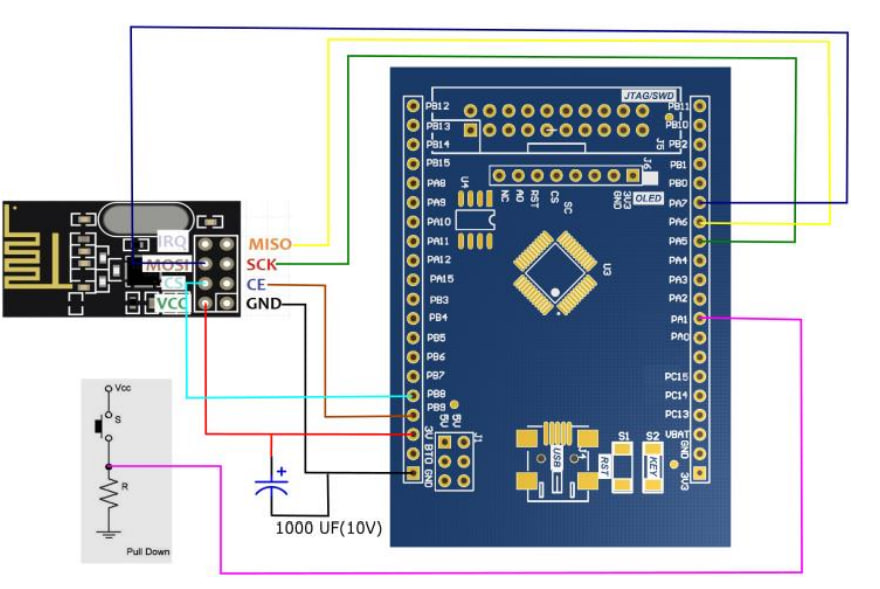 IRQ
MOSI
CS
VCC
MISO
SCK
CE
GND
Vcc
S
R
Pull Down
1000 UF(10V)
PB12
PB13
PB14
PB15
PA8
PA9
PA10
PA11
PA12
PA15
PB3
PB4
PB5
PB6
PB7
PB8
PB9
3V
BTO
GND
5V
5V
J1
JTAG/SWD
J5
J6
U4
NC
AO
RST
CS
SC
GND
3V3
OLED
U3
USB
J4
S1
RST
S2
KEY
PB11
PB10
PB2
PB1
PB0
PA7
PA6
PA5
PA4
PA3
PA2
PA1
PA0
PC15
PC14
PC13
VBAT
GND
3V3